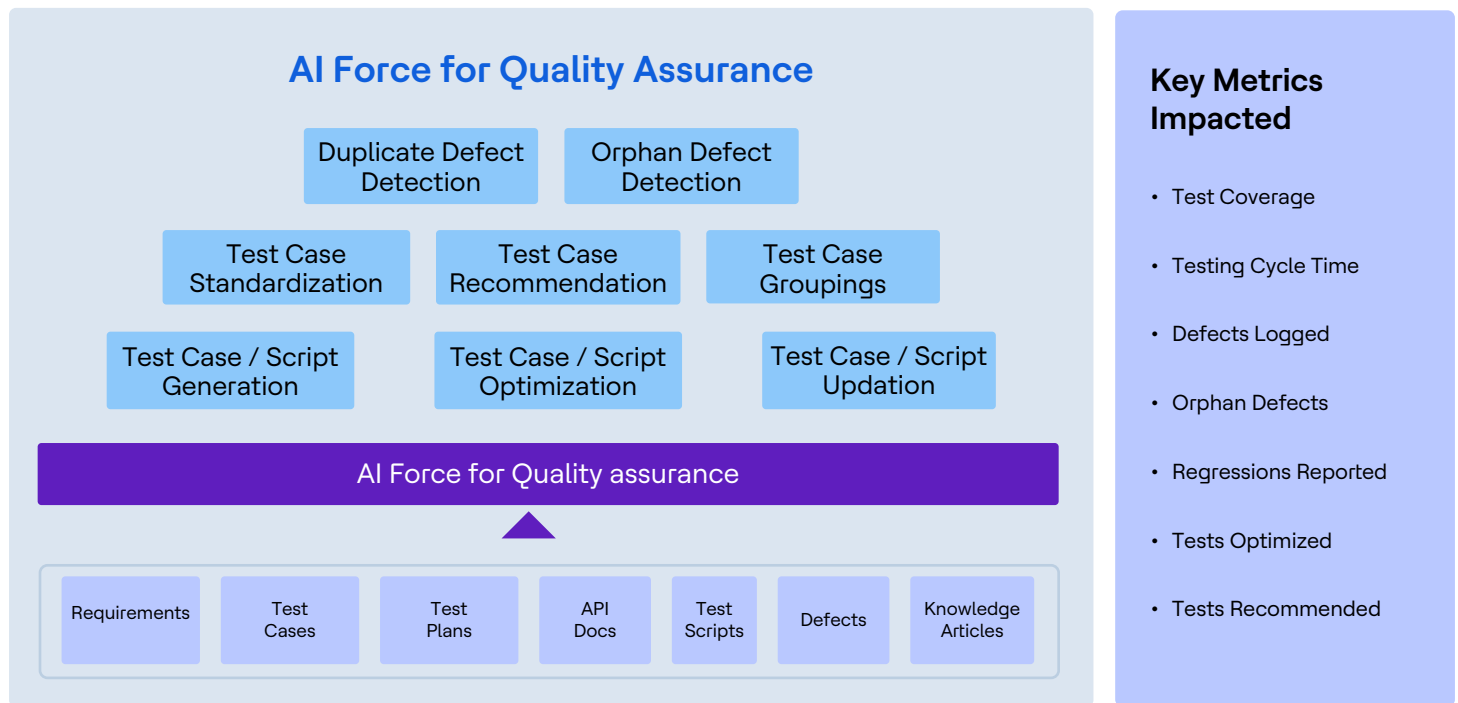 AI Force for Quality Assurance
Duplicate Defect
Detection
Orphan Defect
Detection
Test Case
Standardization
Test Case
Recommendation
Test Case
Groupings
Test Case / Script
Generation
Test Case / Script
Optimization
Test Case / Script
Updation
AI Force for Quality assurance
Requirements
Test
Cases
Test
Plans
API
Docs
Test
Scripts
Defects
Knowledge
Articles
Key Metrics
Impacted
• Test Coverage
• Testing Cycle Time
• Defects Logged
• Orphan Defects
• Regressions Reported
• Tests Optimized
• Tests Recommended